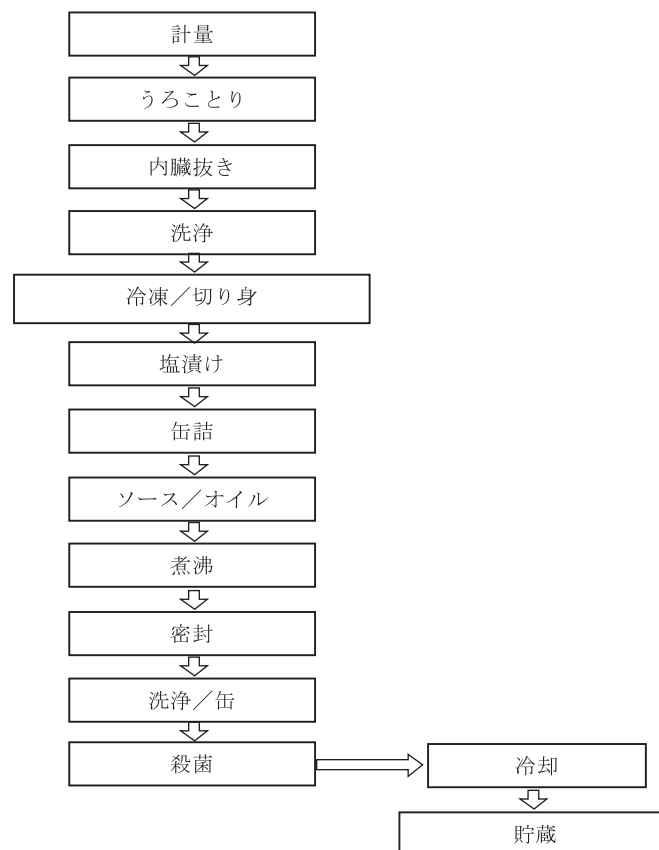 計量
うろことり
内臓抜き
洗浄
冷凍／切り身
塩漬け
缶詰
ソース／オイル
煮沸
密封
洗浄／缶
殺菌
冷却
貯蔵